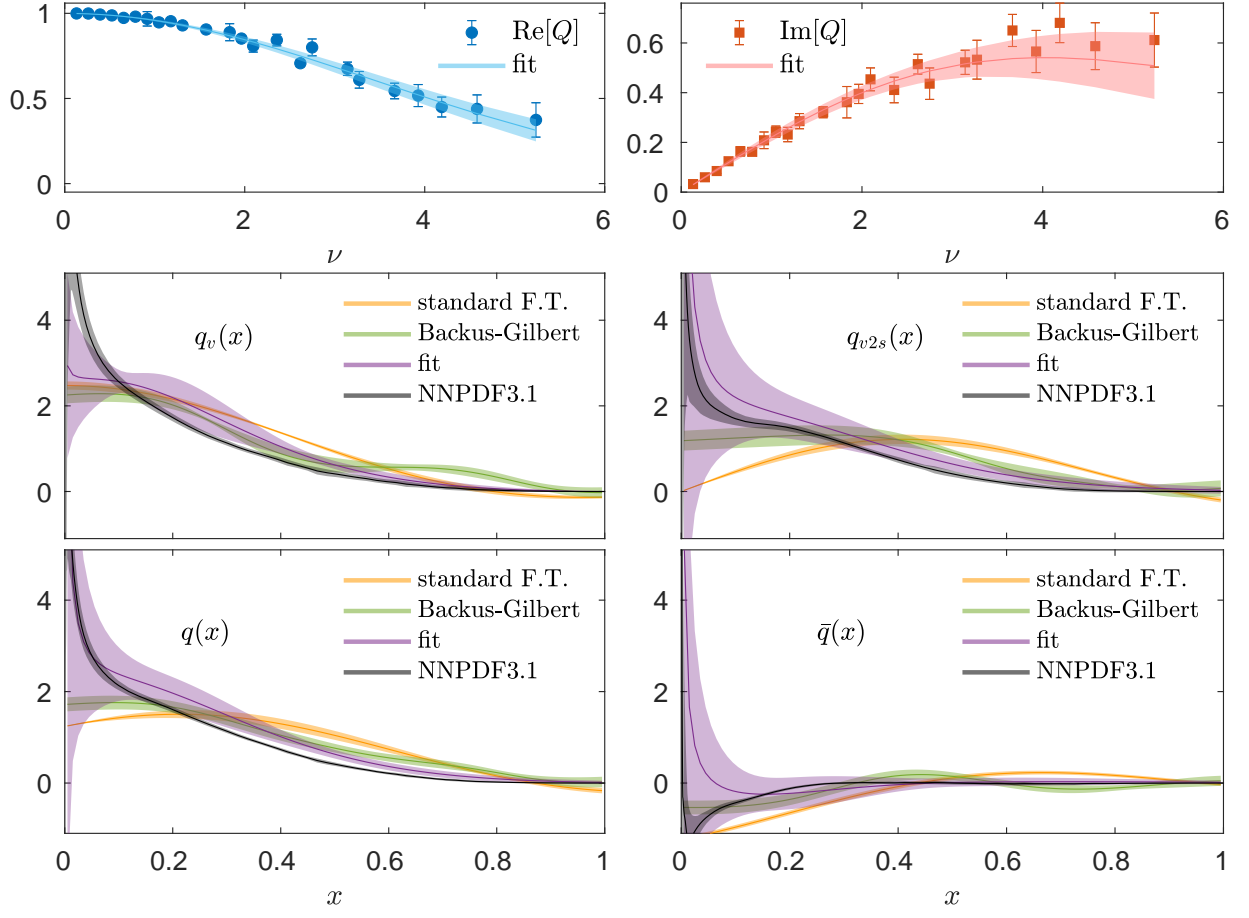 1
0.5
0
Re[Q]
fit
0 2 4 6
ν
0.6
0.4
0.2
0
Im[Q]
fit
0 2 4 6
ν
4
2
0
q_v(x)
standard F.T.
Backus-Gilbert
fit
NNPDF3.1
4
2
0
q_{v2s}(x)
standard F.T.
Backus-Gilbert
fit
NNPDF3.1
4
2
0
q(x)
standard F.T.
Backus-Gilbert
fit
NNPDF3.1
0 0.2 0.4 0.6 0.8 1
x
4
2
0
q̄(x)
standard F.T.
Backus-Gilbert
fit
NNPDF3.1
0 0.2 0.4 0.6 0.8 1
x